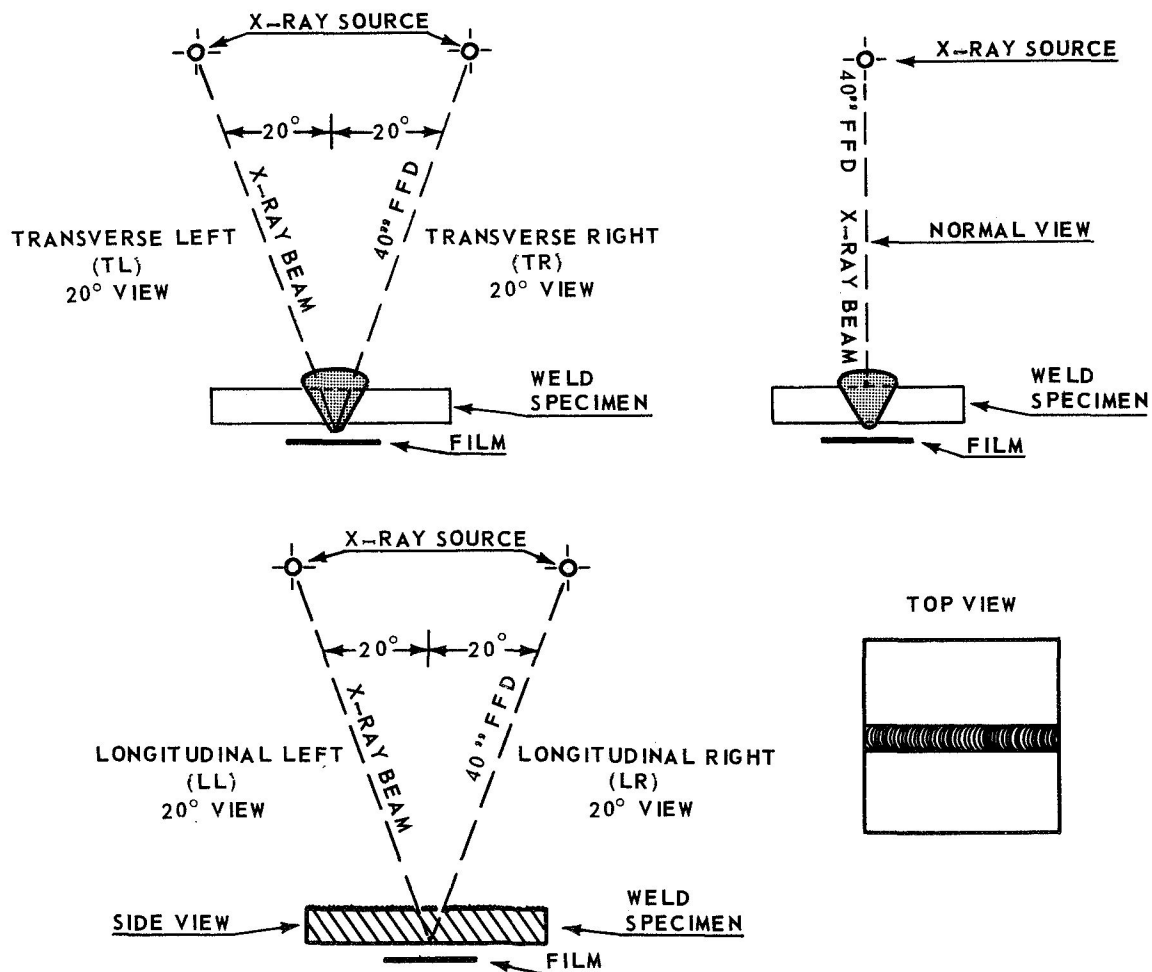 X-RAY SOURCE
20° 20°
X-RAY BEAM
40" FFD
TRANSVERSE LEFT
(TL)
20° VIEW
TRANSVERSE RIGHT
(TR)
20° VIEW
WELD
SPECIMEN
FILM
X-RAY SOURCE
40" FFD
X-RAY BEAM
NORMAL VIEW
WELD
SPECIMEN
FILM
X-RAY SOURCE
20° 20°
X-RAY BEAM
40" FFD
LONGITUDINAL LEFT
(LL)
20° VIEW
LONGITUDINAL RIGHT
(LR)
20° VIEW
SIDE VIEW
WELD
SPECIMEN
FILM
TOP VIEW